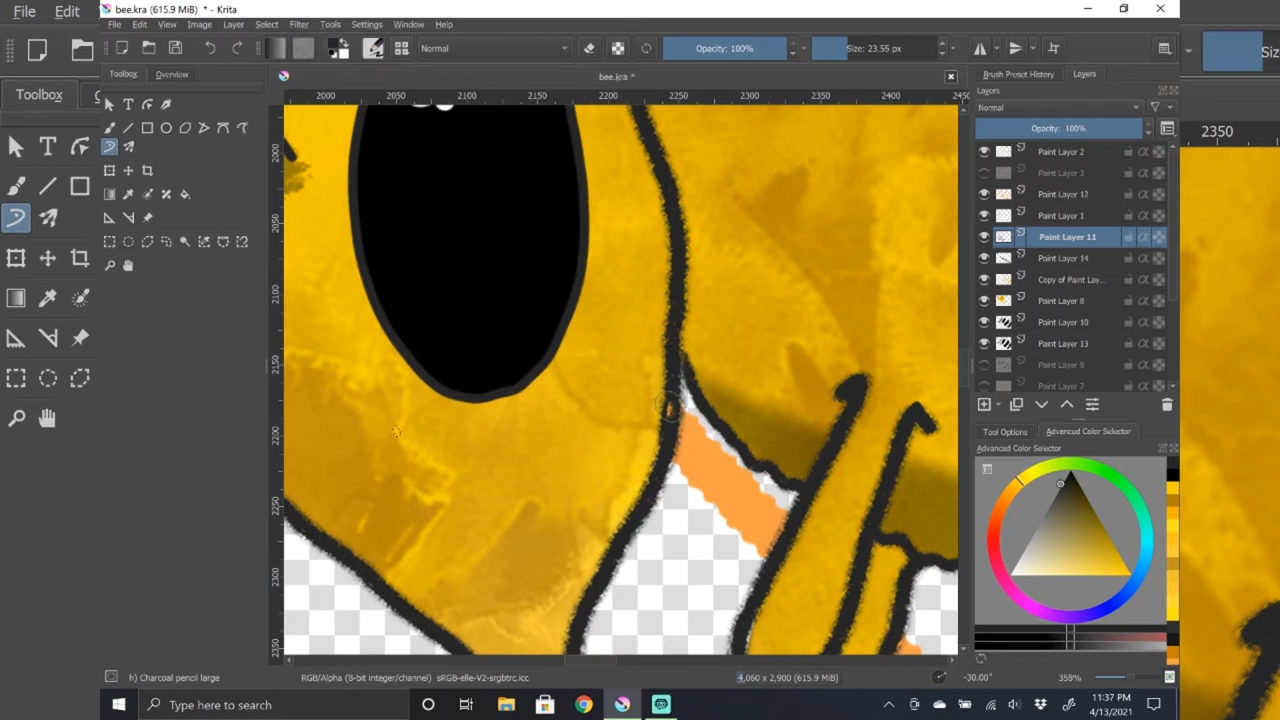 File Edit
bee.kra (615.9 MiB) * - Krita
File Edit View Image Layer Select Filter Tools Settings Window Help
Normal
Opacity: 100%
Size: 23.55 px
Toolbox
Toolbox Overview
bee.kra *
Brush Preset History Layers
2000 2050 2100 2150 2200 2250 2300 2350 2400
2350
Layers
Normal
Opacity: 100%
2000
2050
2100
2150
2200
2250
2300
2350
Paint Layer 2
Paint Layer 3
Paint Layer 12
Paint Layer 1
Paint Layer 11
Paint Layer 14
Copy of Paint Lay...
Paint Layer 8
Paint Layer 10
Paint Layer 13
Paint Layer 9
Paint Layer 7
Tool Options Advanced Color Selector
Advanced Color Selector
h) Charcoal pencil large
RGB/Alpha (8-bit integer/channel) sRGB-elle-V2-srgbtrc.icc
4,060 x 2,900 (615.9 MiB)
-30.00°
358%
Type here to search
11:37 PM
4/13/2021